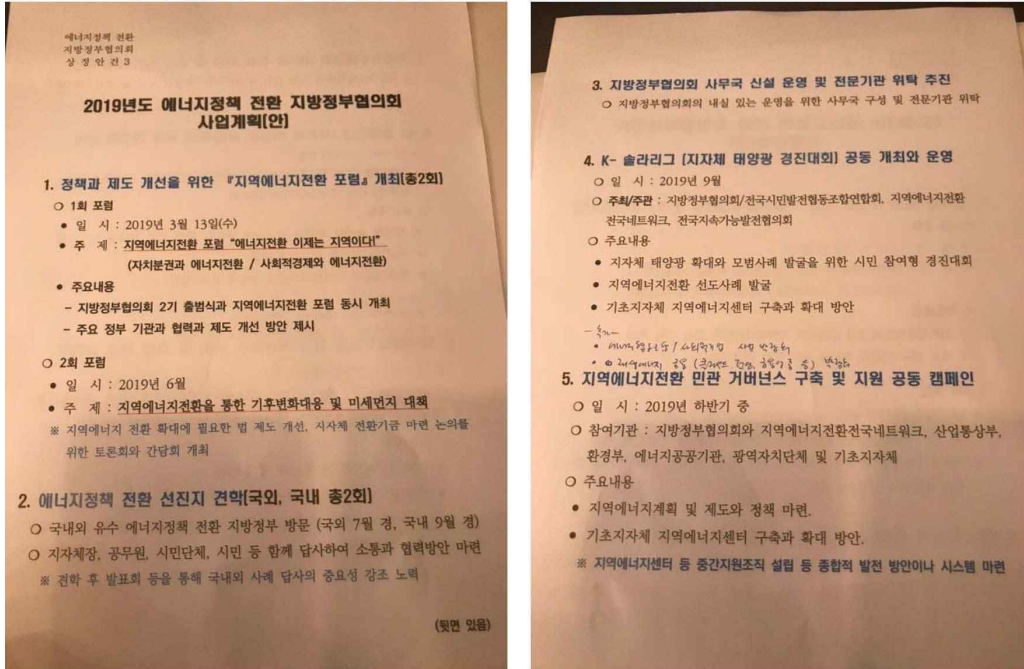 에너지정책 전환
지방정부협의회
상 정 안 건 3
2019년도 에너지정책 전환 지방정부협의회
사업계획(안)
1. 정책과 제도 개선을 위한 『지역에너지전환 포럼』 개최(총2회)
○ 1회 포럼
● 일 시 : 2019년 3월 13일(수)
● 주 제 : 지역에너지전환 포럼 "에너지전환 이제는 지역이다!"
(자치분권과 에너지전환 / 사회적경제와 에너지전환)
● 주요내용
- 지방정부협의회 2기 출범식과 지역에너지전환 포럼 동시 개최
- 주요 정부 기관과 협력과 제도 개선 방안 제시
○ 2회 포럼
● 일 시 : 2019년 6월
● 주 제 : 지역에너지전환을 통한 기후변화대응 및 미세먼지 대책
※ 지역에너지 전환 확대에 필요한 법 제도 개선, 지자체 전환기금 마련 논의를
위한 토론회와 간담회 개최
2. 에너지정책 전환 선진지 견학(국외, 국내 총2회)
○ 국내외 유수 에너지정책 전환 지방정부 방문 (국외 7월 경, 국내 9월 경)
○ 지자체장, 공무원, 시민단체, 시민 등 함께 답사하여 소통과 협력방안 마련
※ 견학 후 발표회 등을 통해 국내외 사례 답사의 중요성 강조 노력
(뒷면 있음)
3. 지방정부협의회 사무국 신설 운영 및 전문기관 위탁 추진
○ 지방정부협의회의 내실 있는 운영을 위한 사무국 구성 및 전문기관 위탁
4. K- 솔라리그 (지자체 태양광 경진대회) 공동 개최와 운영
○ 일 시 : 2019년 9월
○ 주최/주관 : 지방정부협의회/전국시민발전협동조합연합회, 지역에너지전환
전국네트워크, 전국지속가능발전협의회
○ 주요내용
● 지자체 태양광 확대와 모범사례 발굴을 위한 시민 참여형 경진대회
● 지역에너지전환 선도사례 발굴
● 기초지자체 지역에너지센터 구축과 확대 방안
5. 지역에너지전환 민관 거버넌스 구축 및 지원 공동 캠페인
○ 일 시 : 2019년 하반기 중
○ 참여기관 : 지방정부협의회와 지역에너지전환전국네트워크, 산업통상부,
환경부, 에너지공공기관, 광역자치단체 및 기초지자체
○ 주요내용
● 지역에너지계획 및 제도와 정책 마련.
● 기초지자체 지역에너지센터 구축과 확대 방안.
※ 지역에너지센터 등 중간지원조직 설립 등 종합적 발전 방안이나 시스템 마련